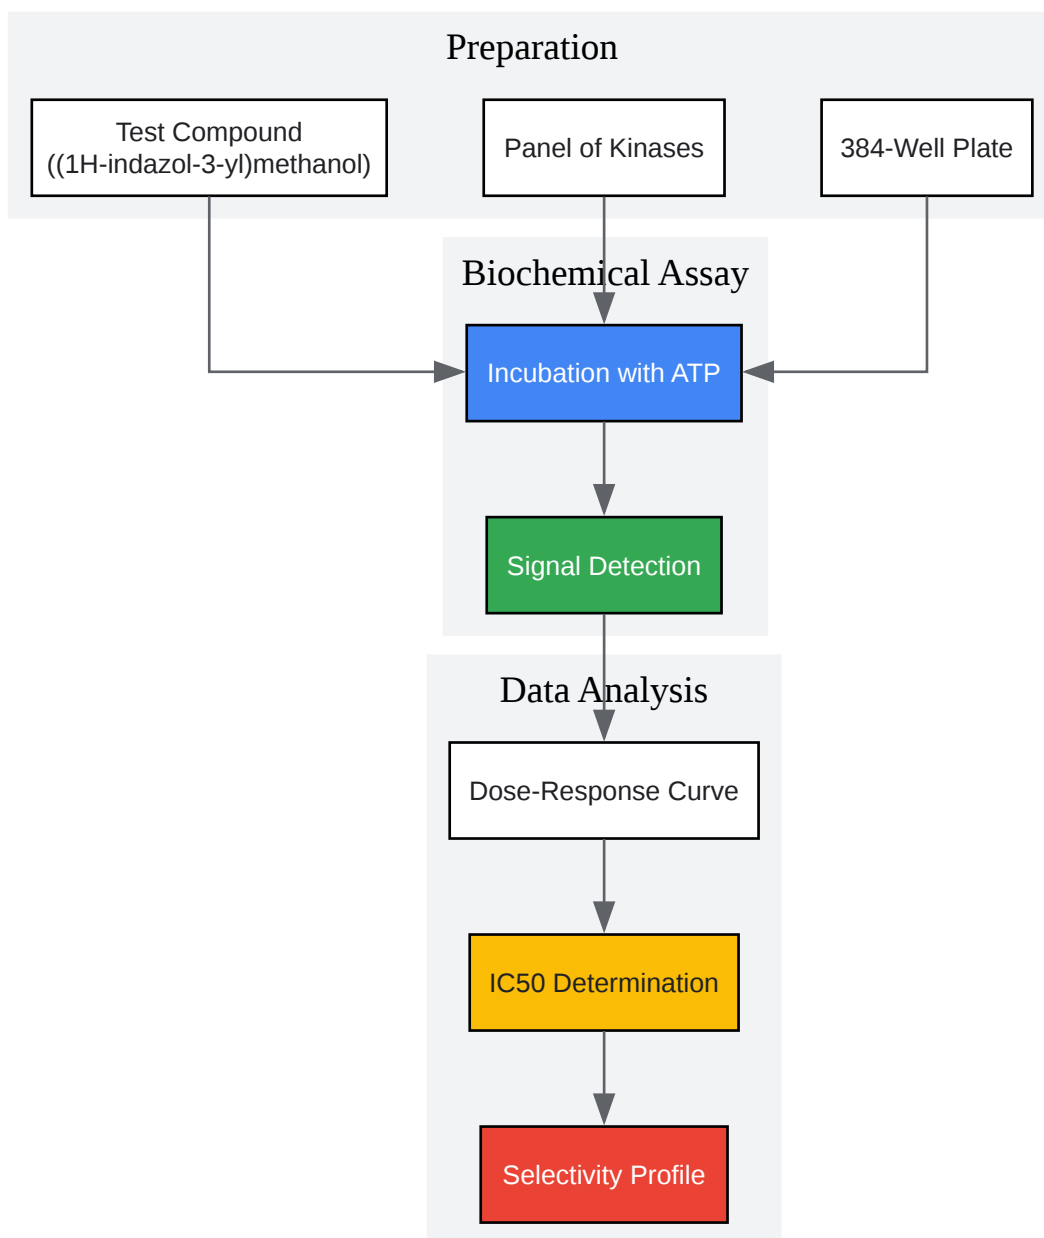 Preparation
Test Compound
((1H-indazol-3-yl)methanol)
Panel of Kinases
384-Well Plate
Biochemical Assay
Incubation with ATP
Signal Detection
Data Analysis
Dose-Response Curve
IC50 Determination
Selectivity Profile